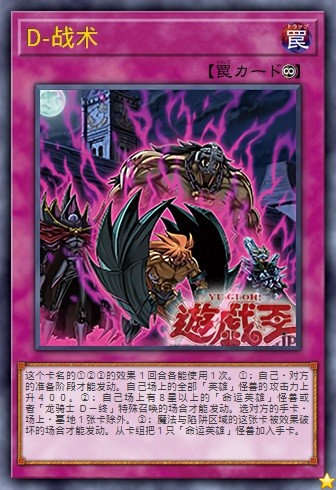 D-战术
トラップ
罠
【罠カード】
YU-GI-OH!
遊戯王
这个卡名的①②③的效果1回合各能使用1次。①：自己·对
方的准备阶段才能发动。自己场上的全部「英雄」怪兽的攻击力上
升４００。②：自己场上有８星以上的「命运英雄」怪兽或
者「龙骑士 D－终」特殊召唤的场合才能发动。选对方的手卡·
场上·墓地1张卡除外。③：魔法与陷阱区域的这张卡被效果破
坏的场合才能发动。从卡组把1只「命运英雄」怪兽加入手卡。